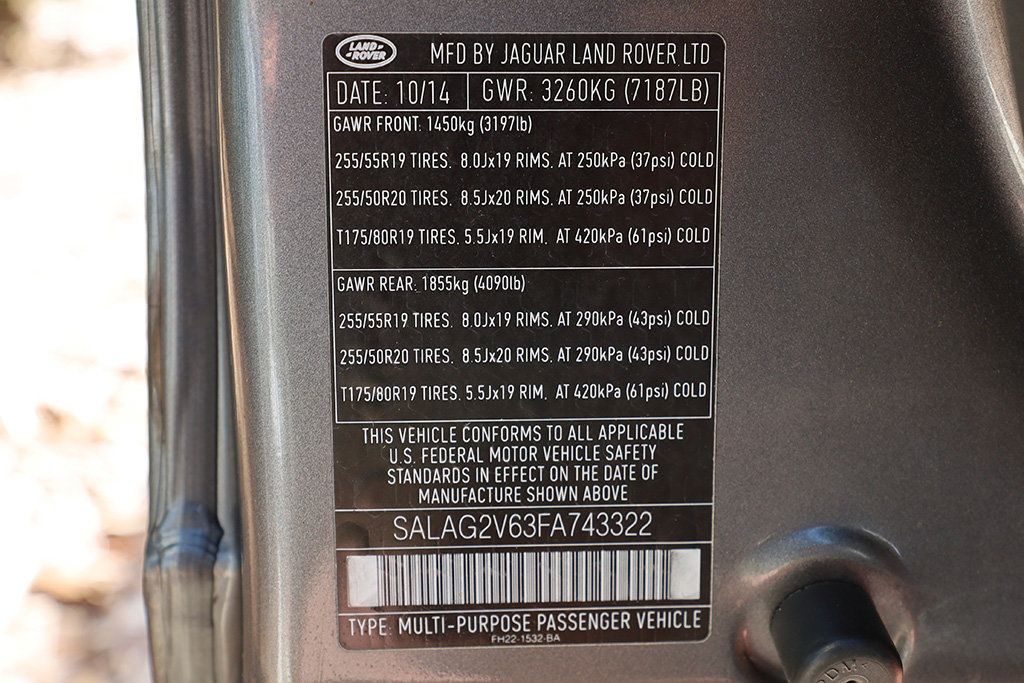 LAND-
-ROVER
MFD BY JAGUAR LAND ROVER LTD
DATE: 10/14 GWR: 3260KG (7187LB)
GAWR FRONT: 1450kg (3197lb)
255/55R19 TIRES, 8.0Jx19 RIMS, AT 250kPa (37psi) COLD
255/50R20 TIRES, 8.5Jx20 RIMS, AT 250kPa (37psi) COLD
T175/80R19 TIRES, 5.5Jx19 RIM, AT 420kPa (61psi) COLD
GAWR REAR: 1855kg (4090lb)
255/55R19 TIRES, 8.0Jx19 RIMS, AT 290kPa (43psi) COLD
255/50R20 TIRES, 8.5Jx20 RIMS, AT 290kPa (43psi) COLD
T175/80R19 TIRES, 5.5Jx19 RIM, AT 420kPa (61psi) COLD
THIS VEHICLE CONFORMS TO ALL APPLICABLE
U.S. FEDERAL MOTOR VEHICLE SAFETY
STANDARDS IN EFFECT ON THE DATE OF
MANUFACTURE SHOWN ABOVE
SALAG2V63FA743322
TYPE: MULTI-PURPOSE PASSENGER VEHICLE
FH22-1532-BA